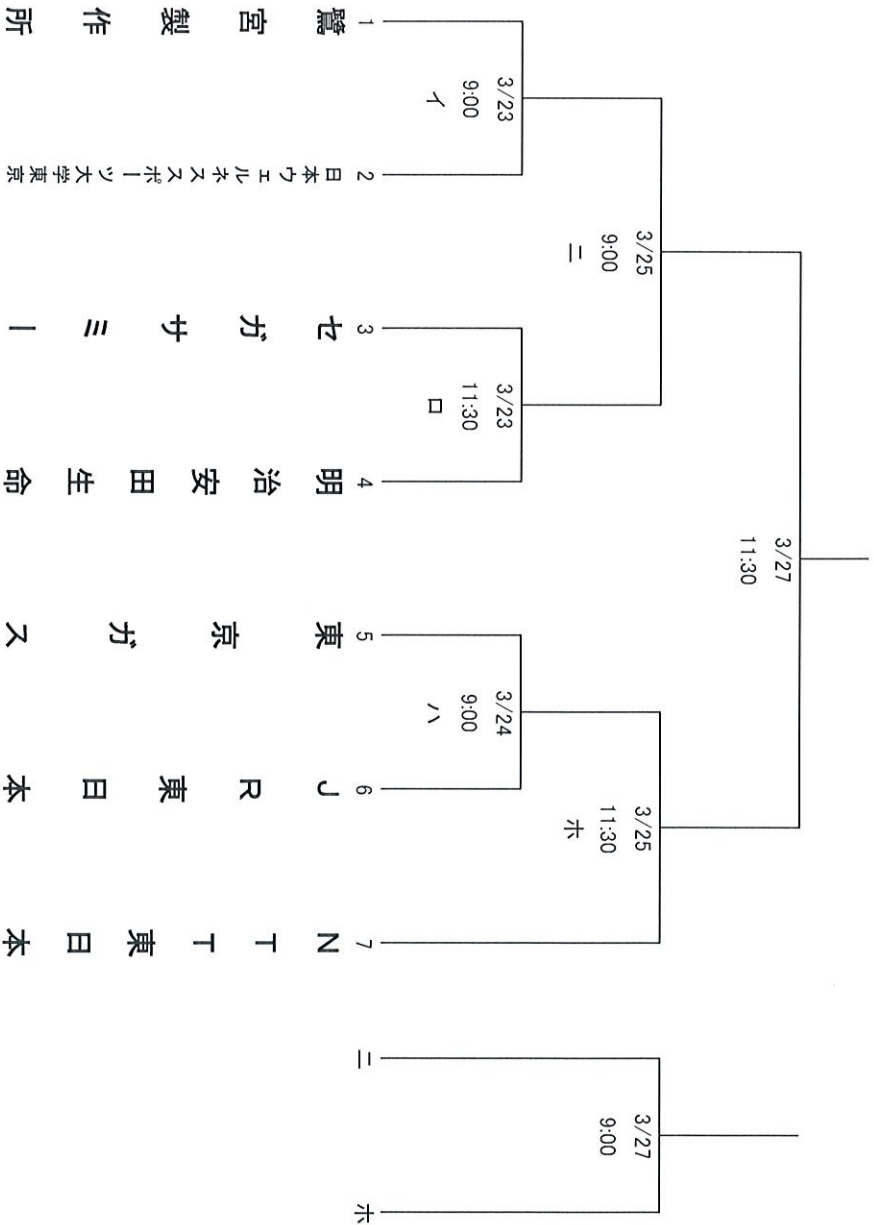 1 鷺宮製作所
2 日本ウェルネススポーツ大学東京
3 セガサミー
4 明治安田生命
5 東京ガス
6 JR東日本
7 NTT東日本
3/23
9:00
イ
3/23
11:30
ロ
3/24
9:00
ハ
3/25
9:00
ニ
3/25
11:30
ホ
3/27
11:30
ニ
ホ
3/27
9:00